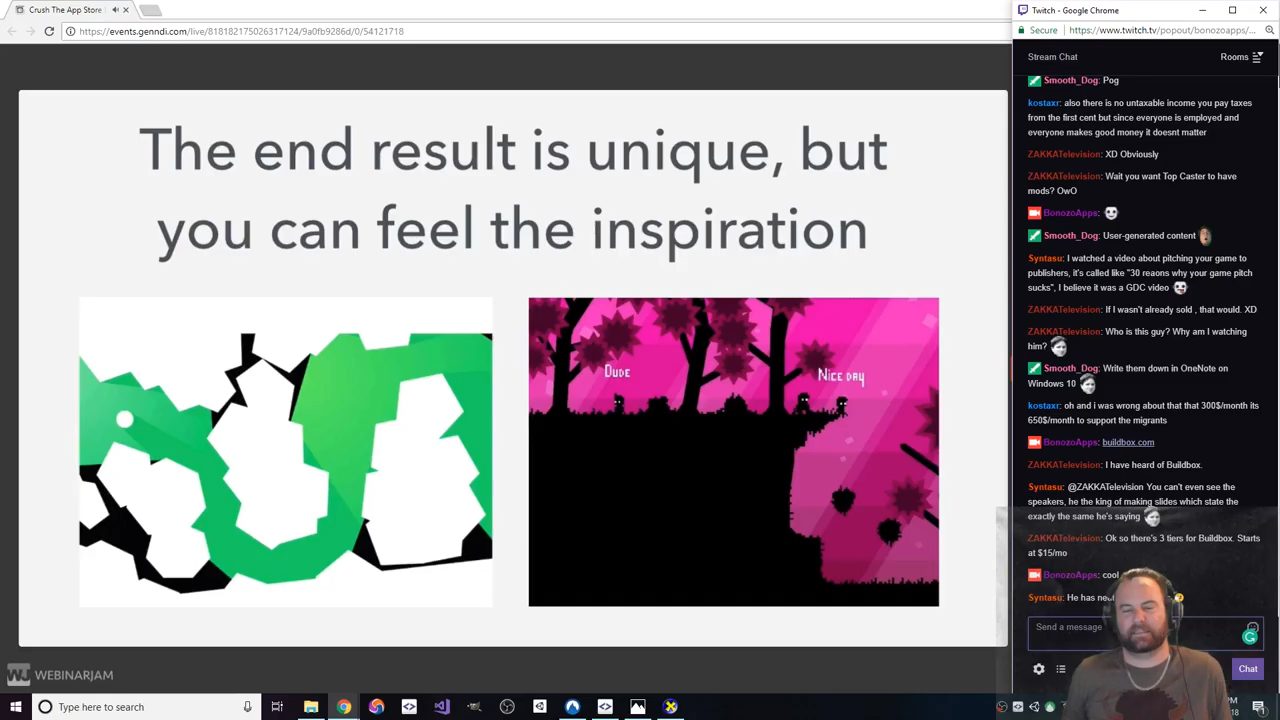 Crush The App Store
https://events.genndi.com/live/818182175026317124/9a0fb9286d/0/54121718
The end result is unique, but
you can feel the inspiration
DUDE
NICE DAY
WJ WEBINARJAM
Type here to search
Twitch - Google Chrome
Secure https://www.twitch.tv/popout/bonozoapps/...
Stream Chat
Rooms
Smooth_Dog: Pog
kostaxr: also there is no untaxable income you pay taxes
from the first cent but since everyone is employed and
everyone makes good money it doesnt matter
ZAKKATelevision: XD Obviously
ZAKKATelevision: Wait you want Top Caster to have
mods? OwO
BonozoApps:
Smooth_Dog: User-generated content
Syntasu: I watched a video about pitching your game to
publishers, it's called like "30 reaons why your game pitch
sucks", I believe it was a GDC video
ZAKKATelevision: If I wasn't already sold , that would. XD
ZAKKATelevision: Who is this guy? Why am I watching
him?
Smooth_Dog: Write them down in OneNote on
Windows 10
kostaxr: oh and i was wrong about that that 300$/month its
650$/month to support the migrants
BonozoApps: buildbox.com
ZAKKATelevision: I have heard of Buildbox.
Syntasu: @ZAKKATelevision You can't even see the
speakers, he the king of making slides which state the
exactly the same he's saying
ZAKKATelevision: Ok so there's 3 tiers for Buildbox. Starts
at $15/mo
BonozoApps: cool
Syntasu: He has
Send a message
Chat